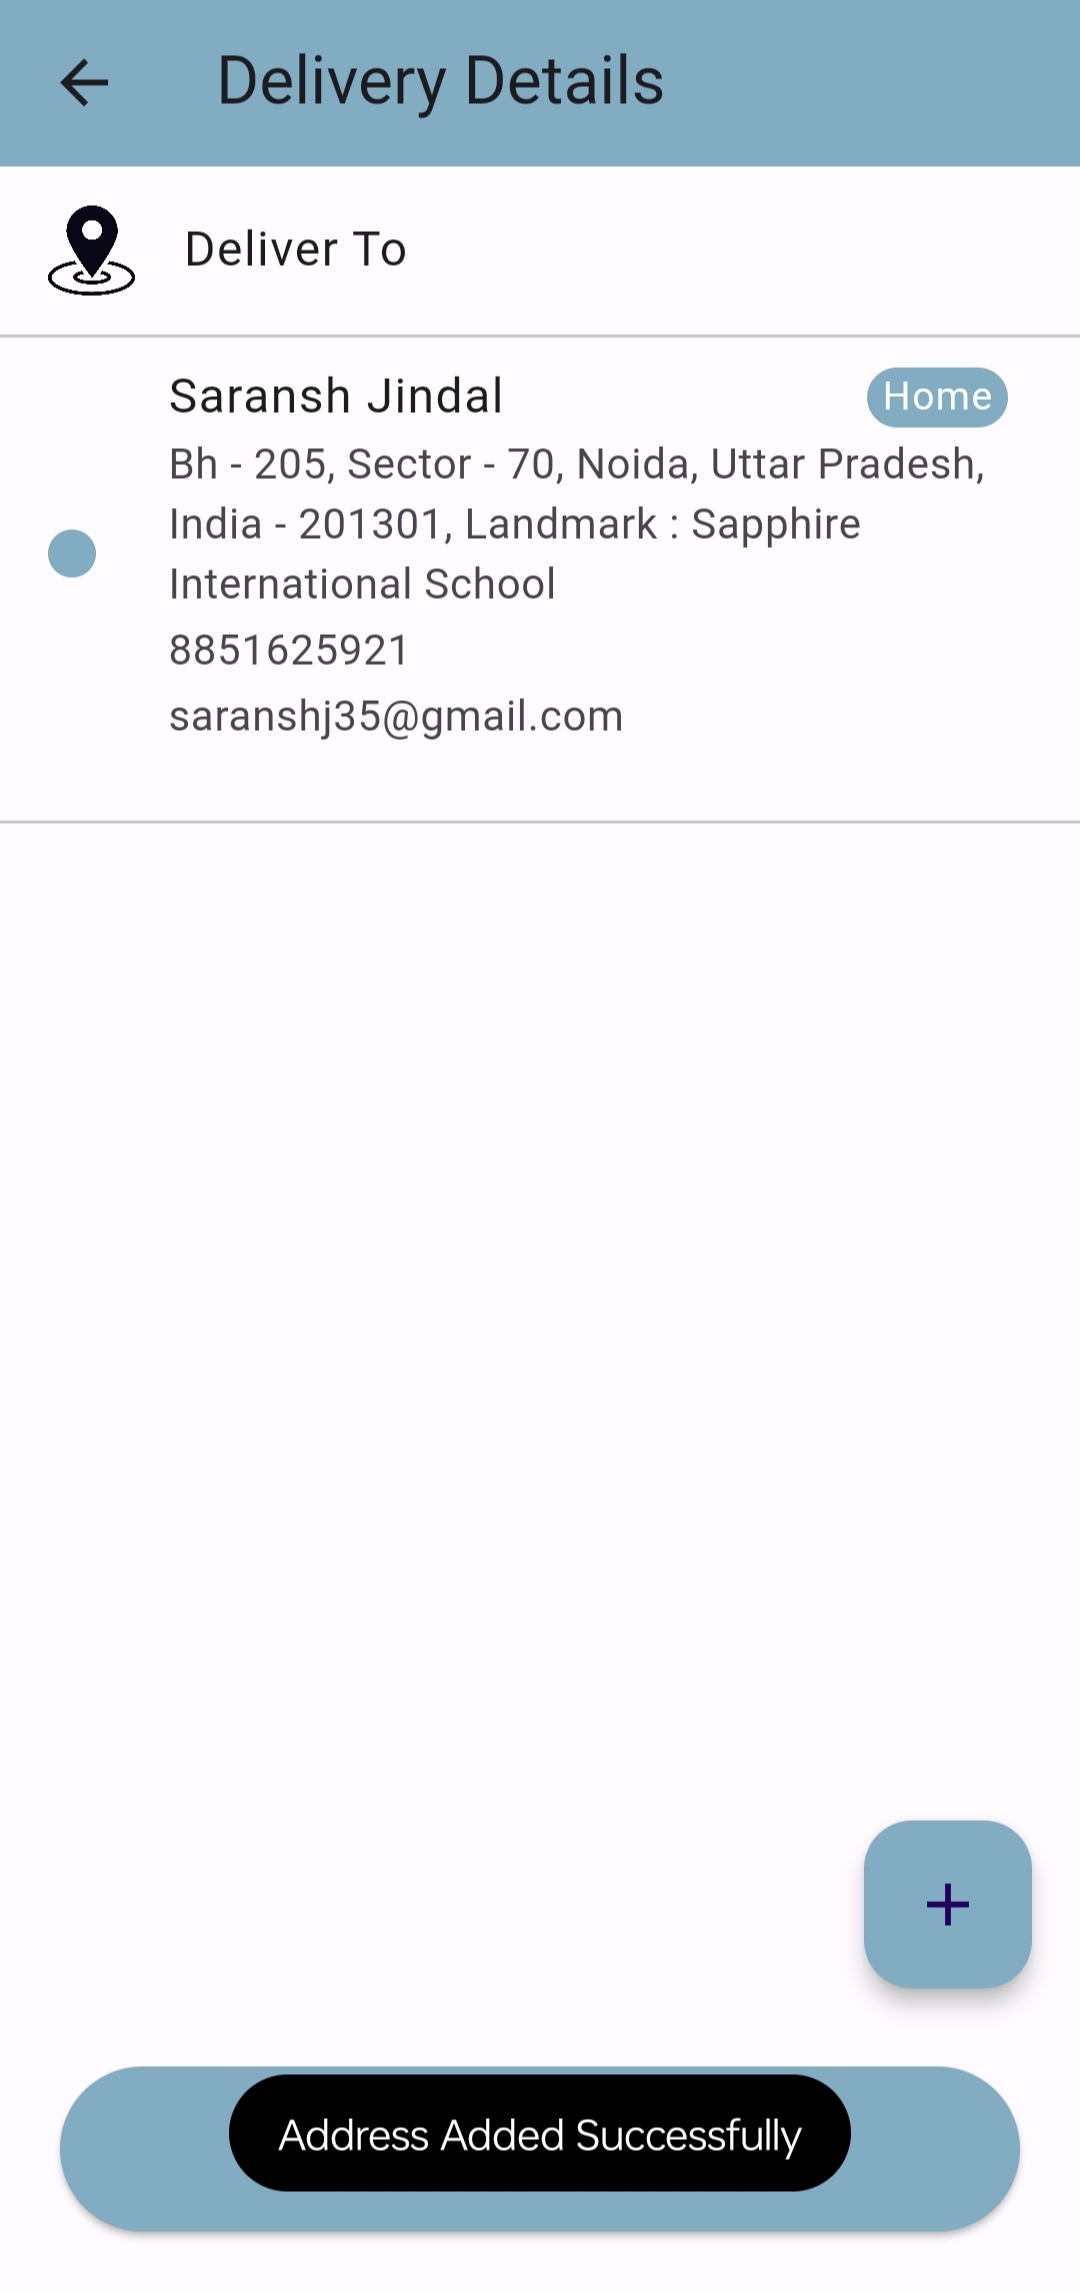 Delivery Details
Deliver To
Saransh Jindal
Home
Bh - 205, Sector - 70, Noida, Uttar Pradesh,
India - 201301, Landmark : Sapphire
International School
8851625921
saranshj35@gmail.com
+
Address Added Successfully